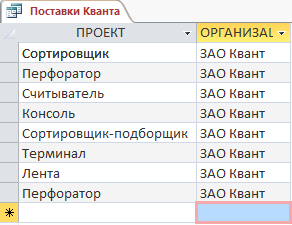 Поставки Кванта
ПРОЕКТ ОРГАНИЗАЦ
Сортировщик ЗАО Квант
Перфоратор ЗАО Квант
Считыватель ЗАО Квант
Консоль ЗАО Квант
Сортировщик-подборщик ЗАО Квант
Терминал ЗАО Квант
Лента ЗАО Квант
Перфоратор ЗАО Квант